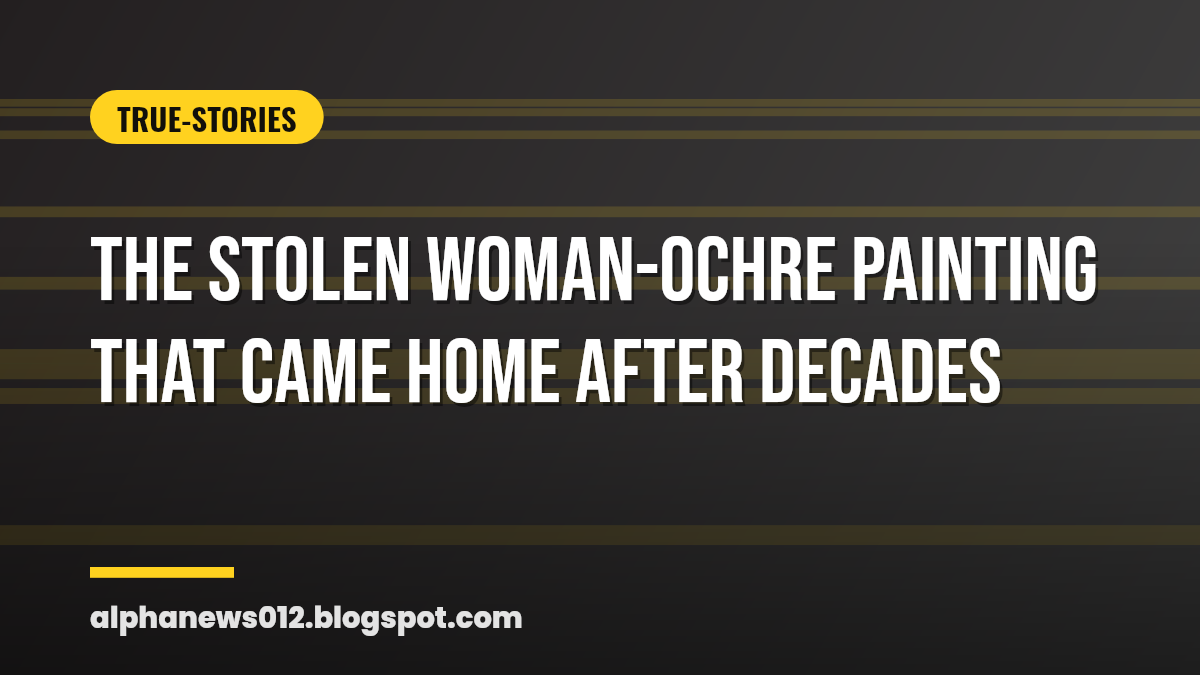 TRUE-STORIES
THE STOLEN WOMAN-OCHRE PAINTING
THAT CAME HOME AFTER DECADES
alphanews012.blogspot.com